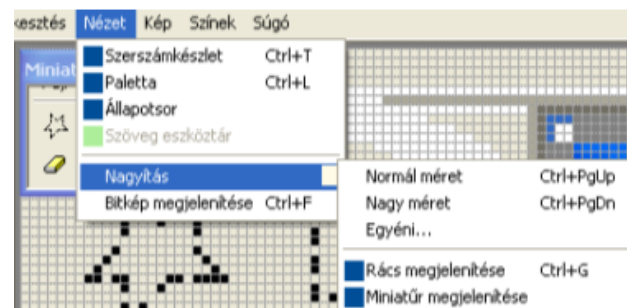 kesztés Nézet Kép Színek Súgó
Miniat
Szerszámkészlet Ctrl+T
Paletta Ctrl+L
Állapotsor
Szöveg eszköztár
Nagyítás
Bitkép megjelenítése Ctrl+F
Normál méret Ctrl+PgUp
Nagy méret Ctrl+PgDn
Egyéni...
Rács megjelenítése Ctrl+G
Miniatűr megjelenítése